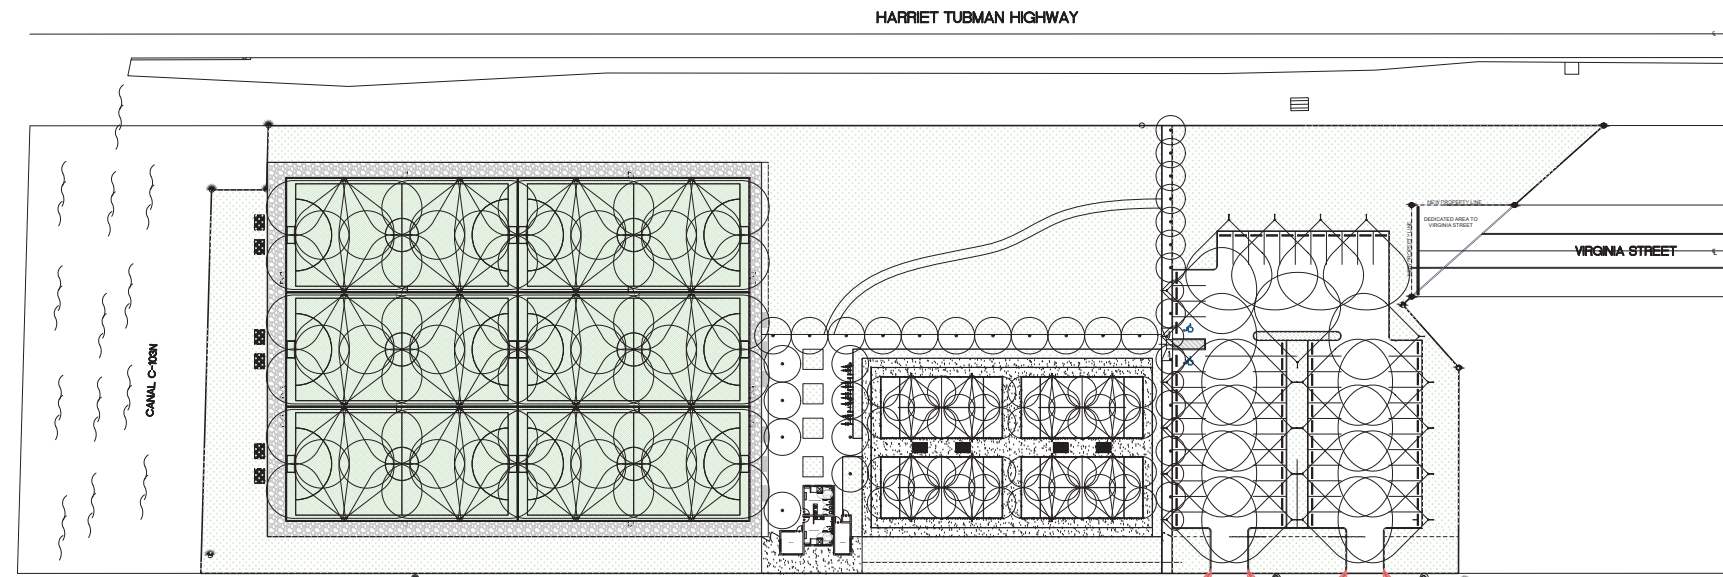 HARRIET TUBMAN HIGHWAY
NEW PROPERTY LINE
DEDICATED AREA TO
VIRGINIA STREET
VIRGINIA STREET
CANAL C-103N